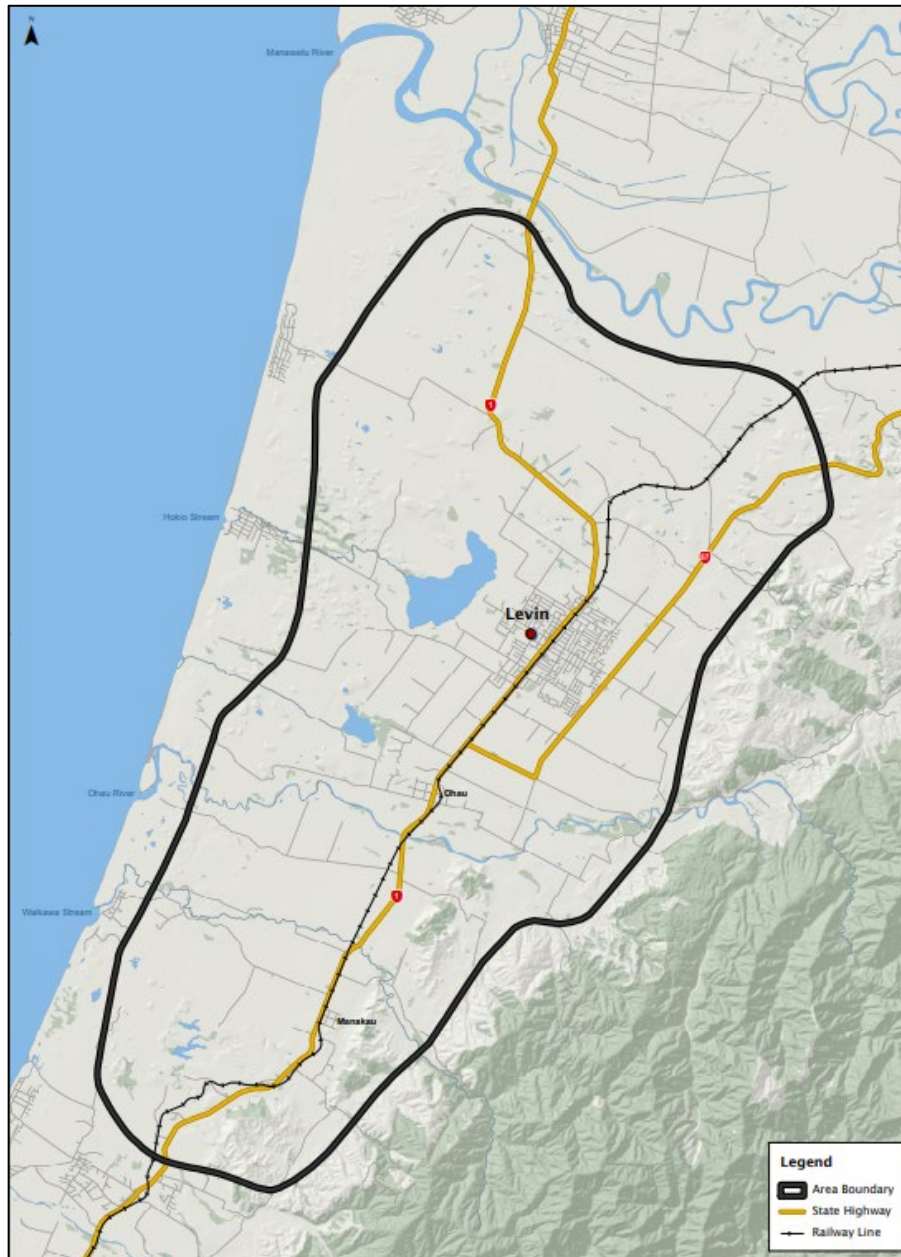 N
Manawatu River
1
Hokio Stream
57
Levin
Ohau River
Ohau
1
Waikawa Stream
Manakau
Legend
Area Boundary
State Highway
Railway Line